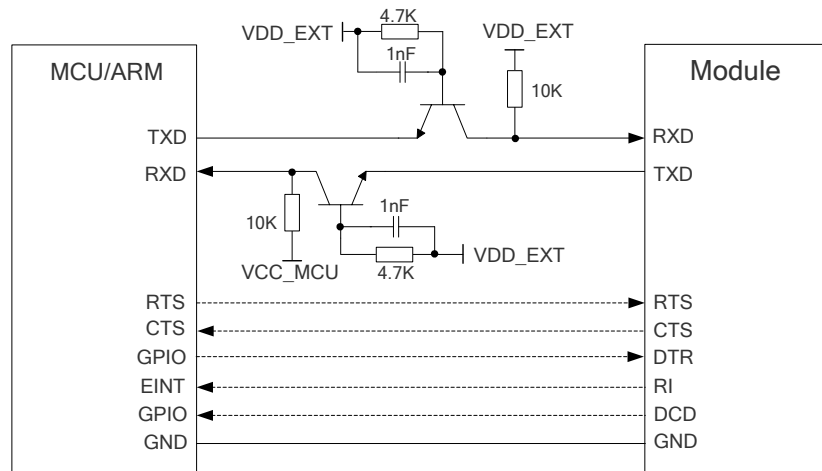 4.7K
VDD_EXT
1nF
VDD_EXT
MCU/ARM
Module
10K
TXD
RXD
RXD
TXD
1nF
10K
4.7K
VDD_EXT
VCC_MCU
RTS
RTS
CTS
CTS
GPIO
DTR
EINT
RI
GPIO
DCD
GND
GND